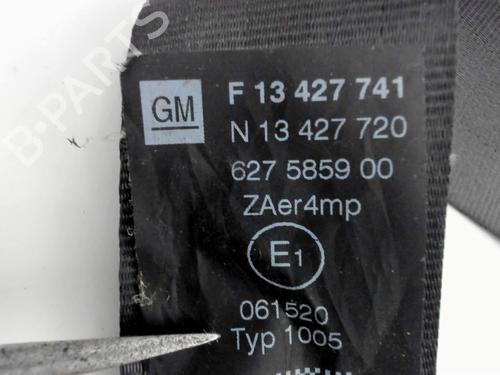 B-PARTS
GM
F 13 427 741
N 13 427 720
627 5859 00
ZAer4mp
E1
061520
Typ 1005